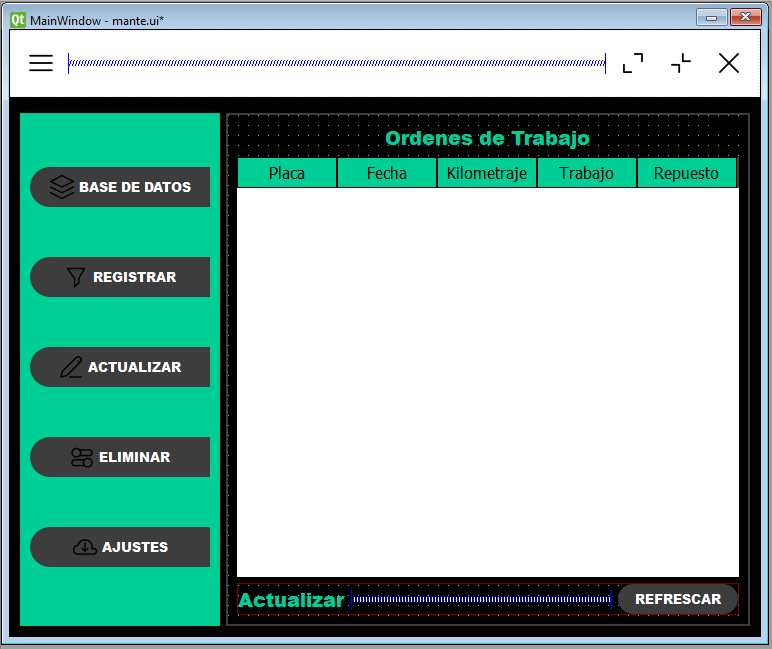 Qt MainWindow - mante.ui*
Ordenes de Trabajo
Placa Fecha Kilometraje Trabajo Repuesto
BASE DE DATOS
REGISTRAR
ACTUALIZAR
ELIMINAR
AJUSTES
Actualizar REFRESCAR